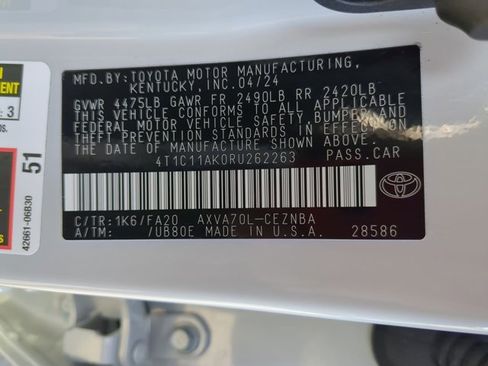 MFD.BY:TOYOTA MOTOR MANUFACTURING,
KENTUCKY,INC.04/24
GVWR 4475LB GAWR FR 2490LB RR 2420LB
THIS VEHICLE CONFORMS TO ALL APPLICABLE
FEDERAL MOTOR VEHICLE SAFETY, BUMPER, AND
THEFT PREVENTION STANDARDS IN EFFECT ON
THE DATE OF MANUFACTURE SHOWN ABOVE.
4T1C11AK0RU262263 PASS.CAR
C/TR:1K6/FA20 AXVA70L-CEZNBA
A/TM: /UB80E MADE IN U.S.A. 28586
3
51
42661-06B30